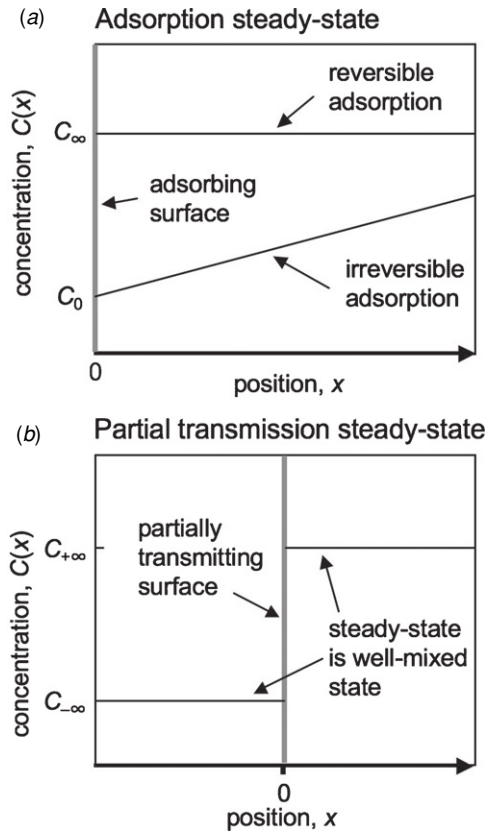 (a) Adsorption steady-state
concentration, C(x)
reversible
adsorption
C∞
adsorbing
surface
irreversible
adsorption
C0
0
position, x
(b) Partial transmission steady-state
concentration, C(x)
partially
transmitting
surface
C+∞
steady-state
is well-mixed
state
C−∞
0
position, x